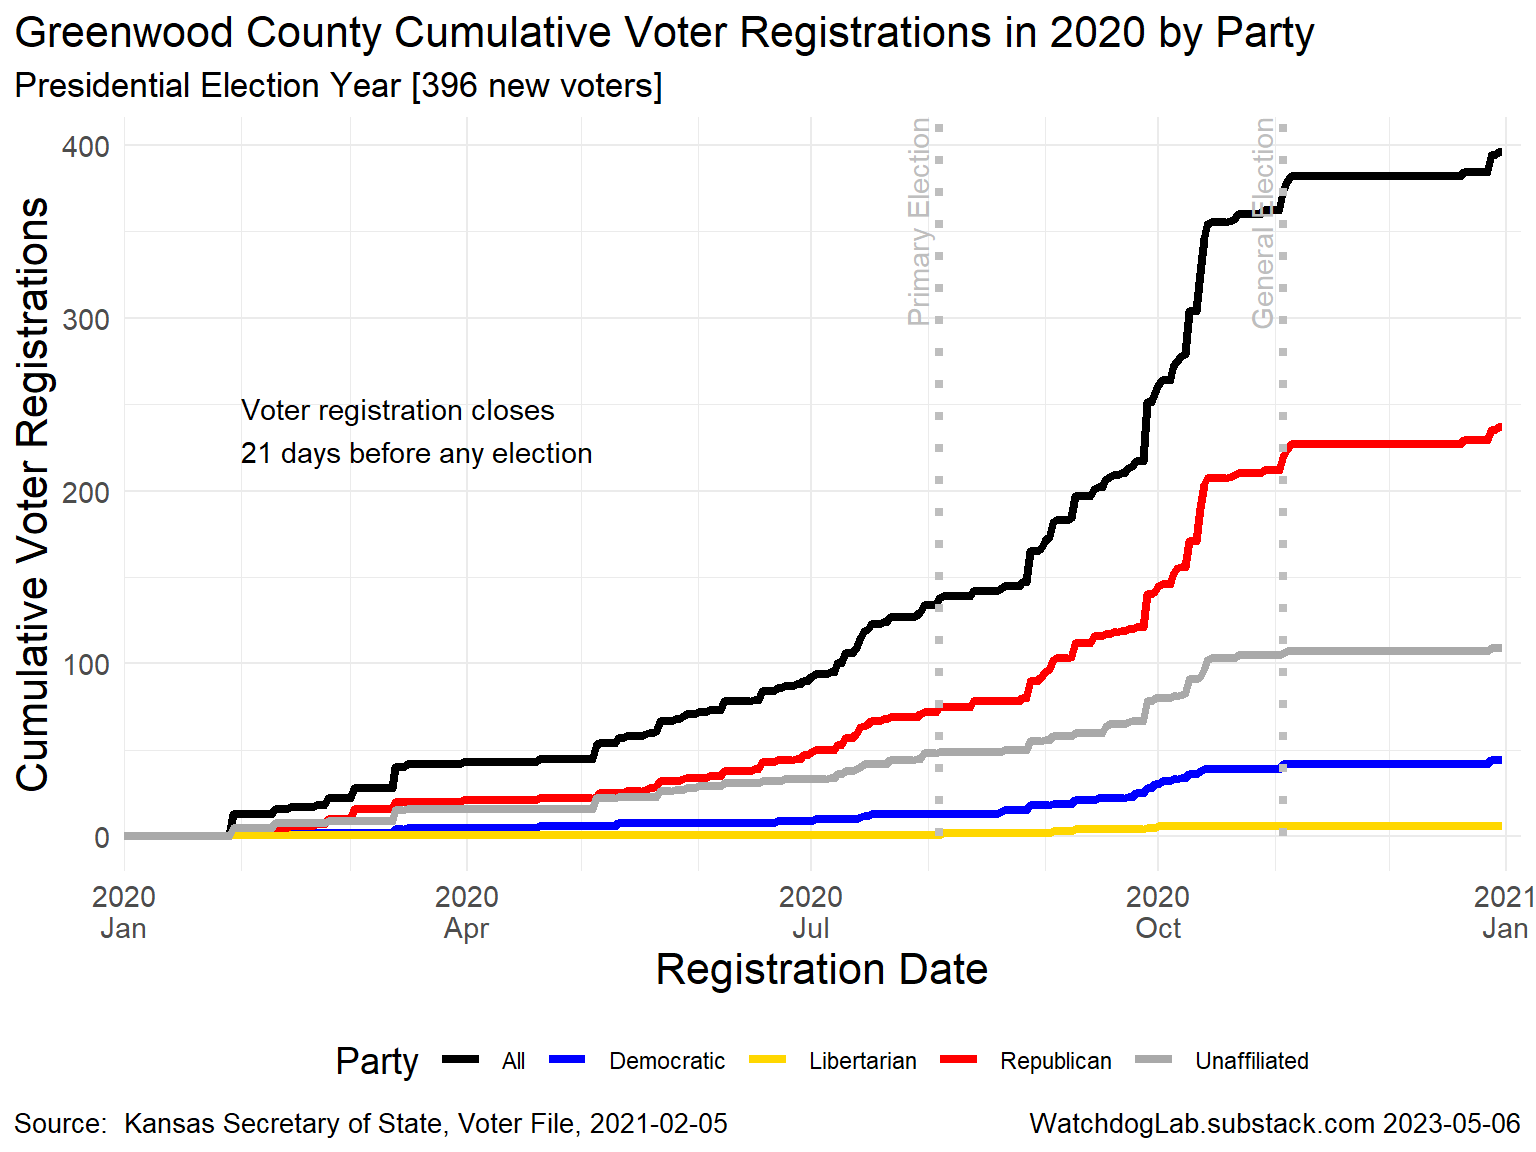 Greenwood County Cumulative Voter Registrations in 2020 by Party
Presidential Election Year [396 new voters]
Cumulative Voter Registrations
400
300
200
100
0
Primary Election
General Election
Voter registration closes
21 days before any election
2020 2020 2020 2020 2021
Jan Apr Jul Oct Jan
Registration Date
Party All Democratic Libertarian Republican Unaffiliated
Source:  Kansas Secretary of State, Voter File, 2021-02-05
WatchdogLab.substack.com 2023-05-06